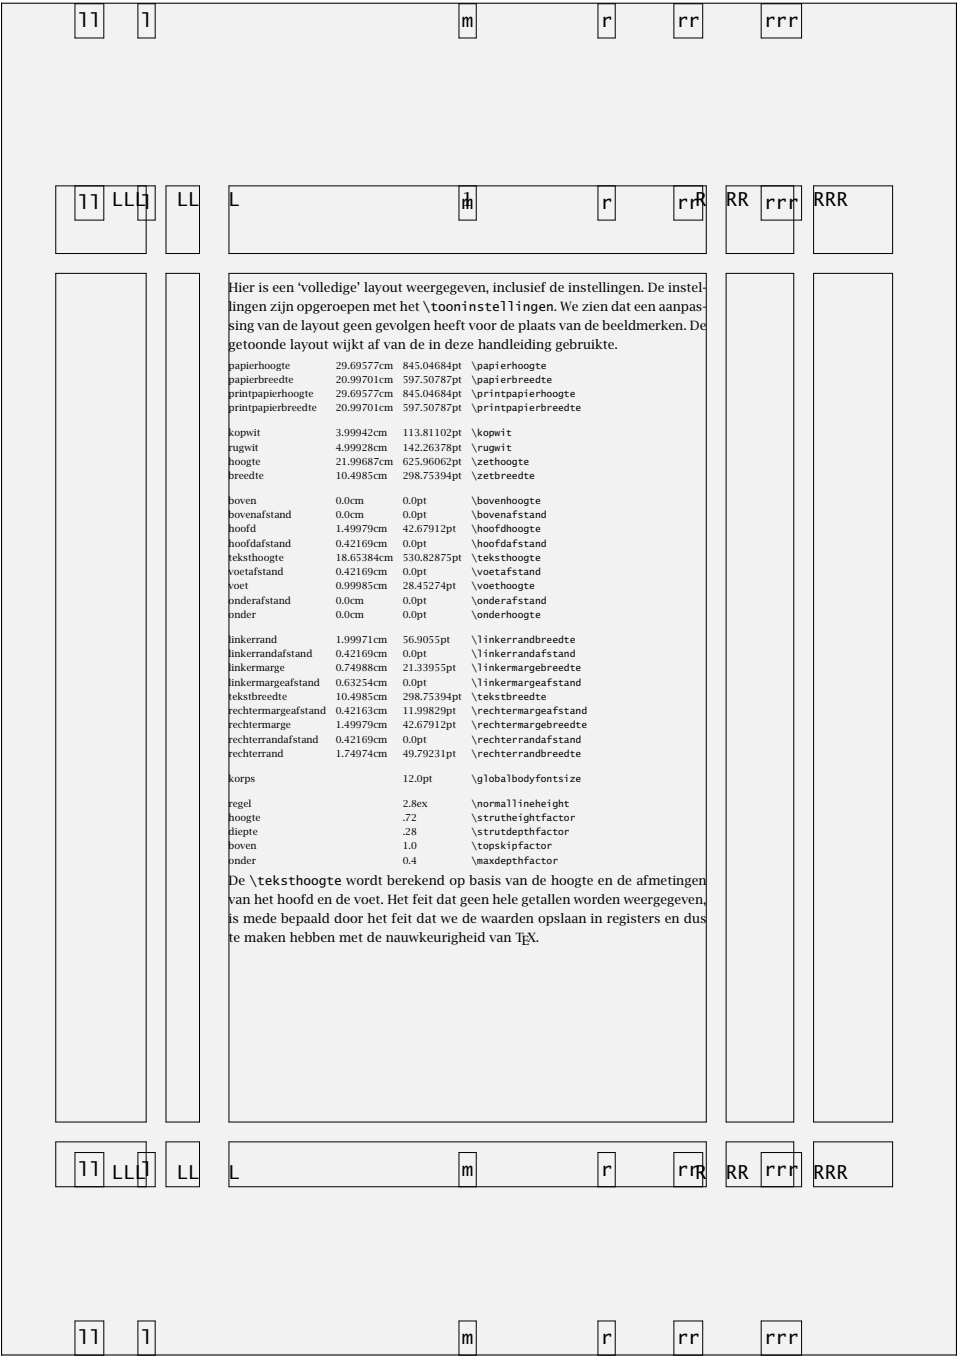 ll l m r rr rrr
ll LLL l LL L m r rr R RR rrr RRR
Hier is een ‘volledige’ layout weergegeven, inclusief de instellingen. De instel-
lingen zijn opgeroepen met het \tooninstellingen. We zien dat een aanpas-
sing van de layout geen gevolgen heeft voor de plaats van de beeldmerken. De
getoonde layout wijkt af van de in deze handleiding gebruikte.
papierhoogte 29.69577cm 845.04684pt \papierhoogte
papierbreedte 20.99701cm 597.50787pt \papierbreedte
printpapierhoogte 29.69577cm 845.04684pt \printpapierhoogte
printpapierbreedte 20.99701cm 597.50787pt \printpapierbreedte
kopwit 3.99942cm 113.81102pt \kopwit
rugwit 4.99928cm 142.26378pt \rugwit
hoogte 21.99687cm 625.96062pt \zethoogte
breedte 10.4985cm 298.75394pt \zetbreedte
boven 0.0cm 0.0pt \bovenhoogte
bovenafstand 0.0cm 0.0pt \bovenafstand
hoofd 1.49979cm 42.67912pt \hoofdhoogte
hoofdafstand 0.42169cm 0.0pt \hoofdafstand
teksthoogte 18.65384cm 530.82875pt \teksthoogte
voetafstand 0.42169cm 0.0pt \voetafstand
voet 0.99985cm 28.45274pt \voethoogte
onderafstand 0.0cm 0.0pt \onderafstand
onder 0.0cm 0.0pt \onderhoogte
linkerrand 1.99971cm 56.9055pt \linkerrandbreedte
linkerrandafstand 0.42169cm 0.0pt \linkerrandafstand
linkermarge 0.74988cm 21.33955pt \linkermargebreedte
linkermargeafstand 0.63254cm 0.0pt \linkermargeafstand
tekstbreedte 10.4985cm 298.75394pt \tekstbreedte
rechtermargeafstand 0.42163cm 11.99829pt \rechtermargeafstand
rechtermarge 1.49979cm 42.67912pt \rechtermargebreedte
rechterrandafstand 0.42169cm 0.0pt \rechterrandafstand
rechterrand 1.74974cm 49.79231pt \rechterrandbreedte
korps 12.0pt \globalbodyfontsize
regel 2.8ex \normallineheight
hoogte .72 \strutheightfactor
diepte .28 \strutdepthfactor
boven 1.0 \topskipfactor
onder 0.4 \maxdepthfactor
De \teksthoogte wordt berekend op basis van de hoogte en de afmetingen
van het hoofd en de voet. Het feit dat geen hele getallen worden weergegeven,
is mede bepaald door het feit dat we de waarden opslaan in registers en dus
te maken hebben met de nauwkeurigheid van TEX.
ll LLL l LL L m r rr R RR rrr RRR
ll l m r rr rrr